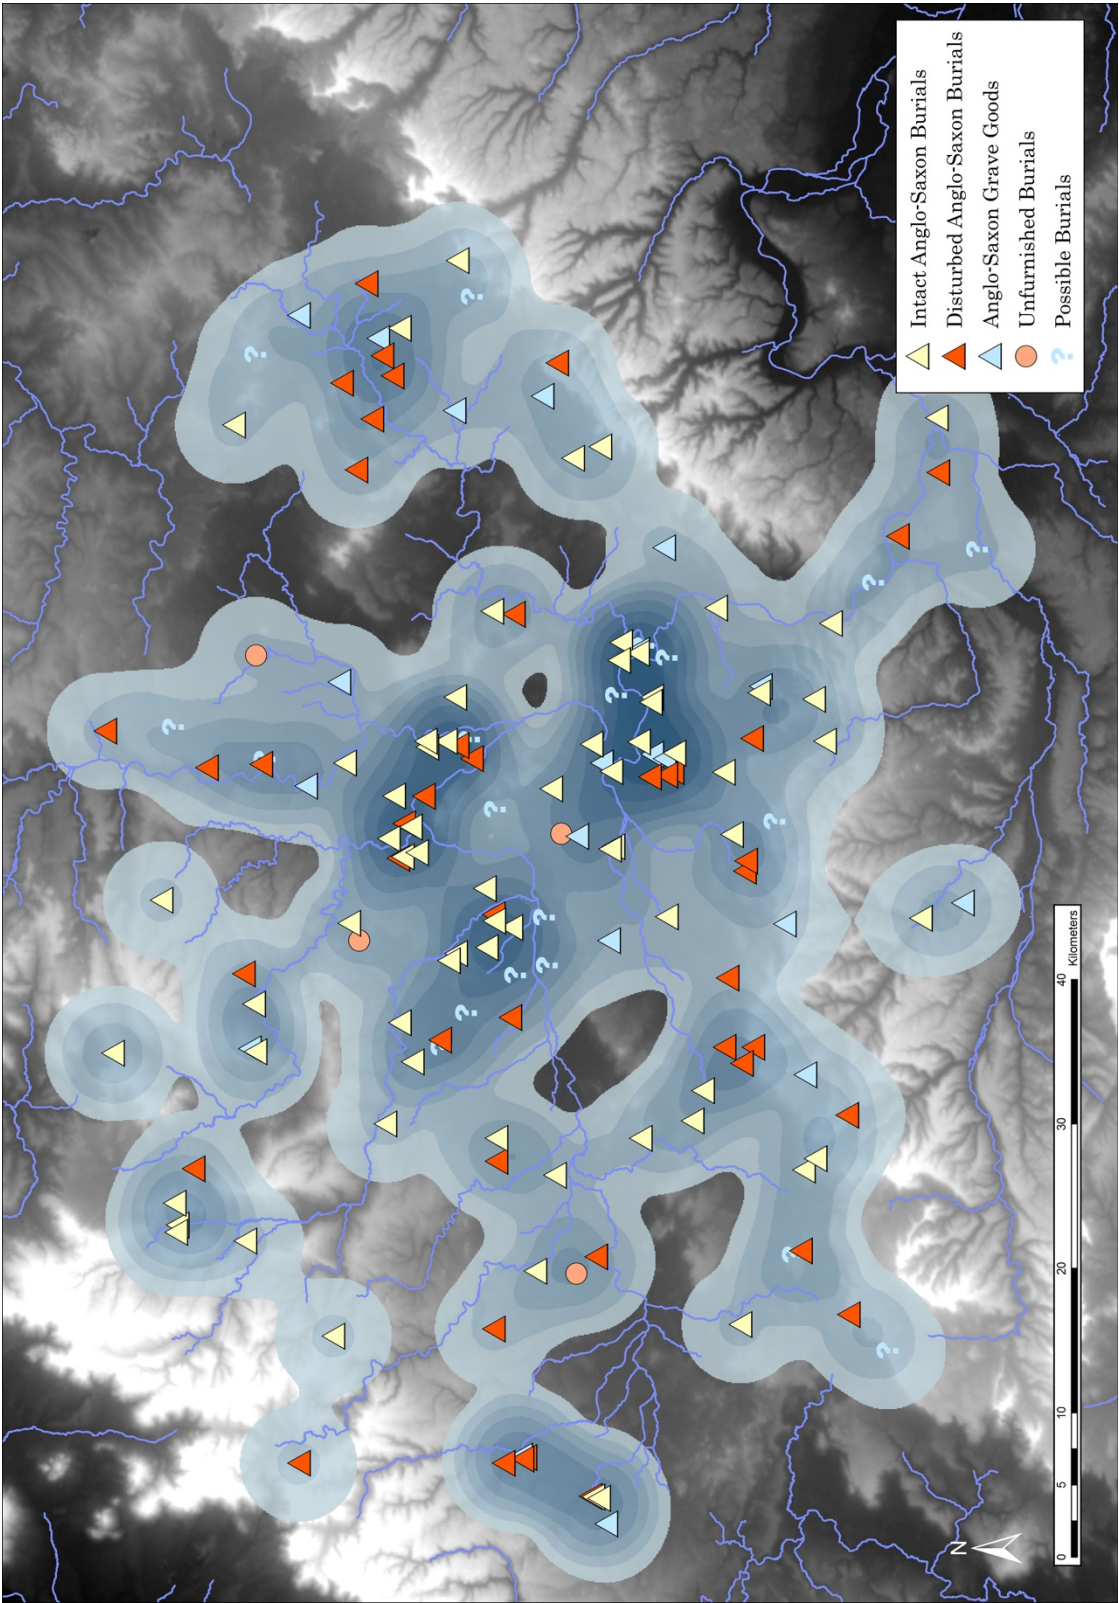 Intact Anglo-Saxon Burials
Disturbed Anglo-Saxon Burials
Anglo-Saxon Grave Goods
Unfurnished Burials
? Possible Burials
N
0 5 10 20 30 40
Kilometers